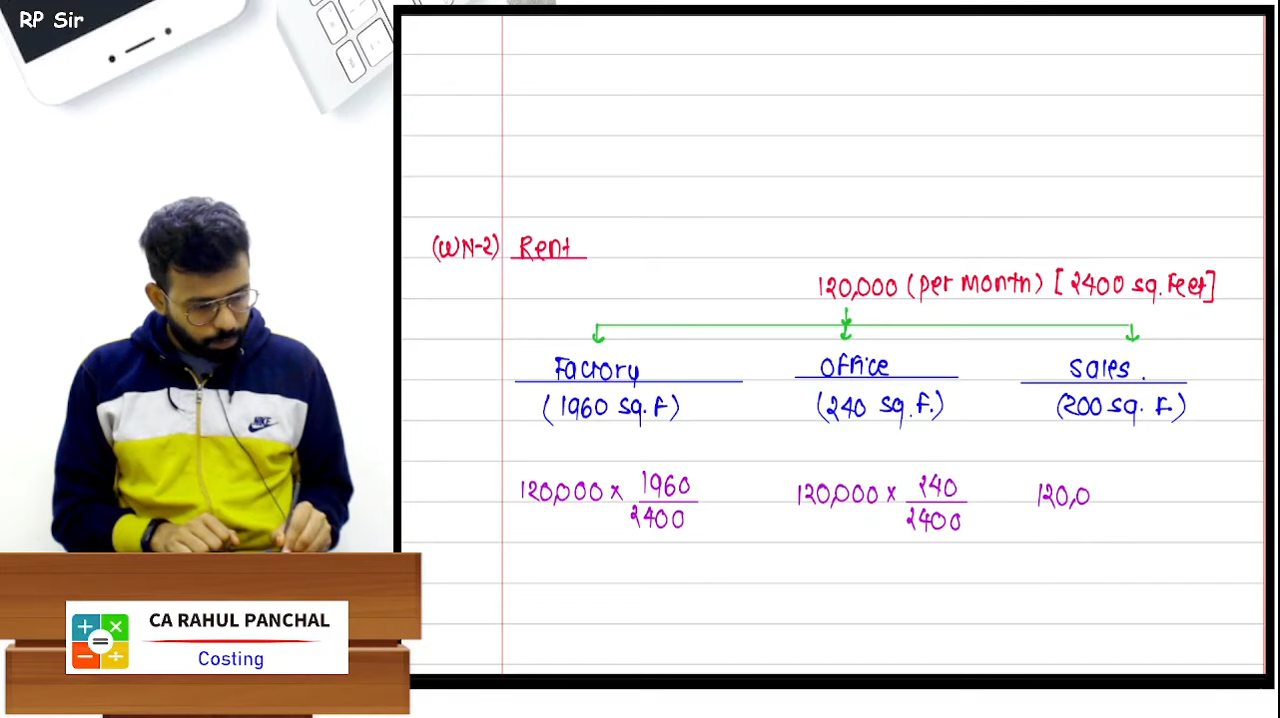 RP Sir
(WN-2) Rent
120,000 (per month) [2400 sq. feet]
Factory Office Sales.
(1960 sq. f) (240 sq. f.) (200 sq. f.)
120,000 × 1960/2400 120,000 × 240/2400 120,0
NIKE
CA RAHUL PANCHAL
Costing